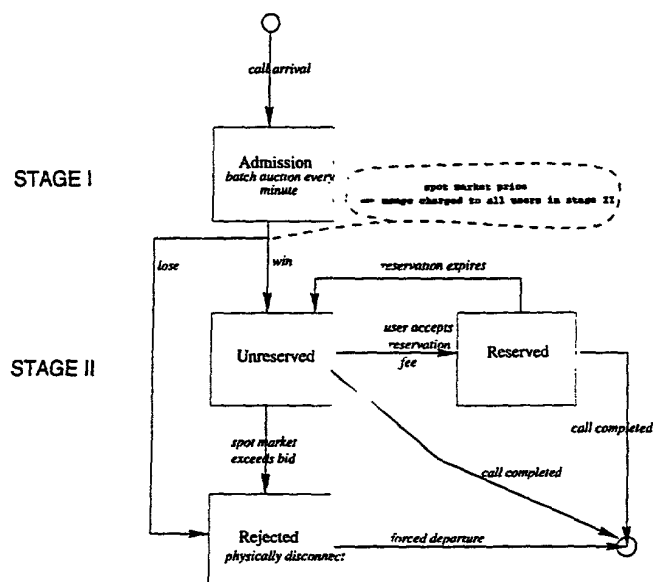 call arrival
STAGE I
Admission
batch auction every
minute
spot market price
usage charged to all users in stage II
lose
win
reservation expires
STAGE II
Unreserved
user accepts
reservation
fee
Reserved
spot market
exceeds bid
call completed
call completed
Rejected
physically disconnect
forced departure